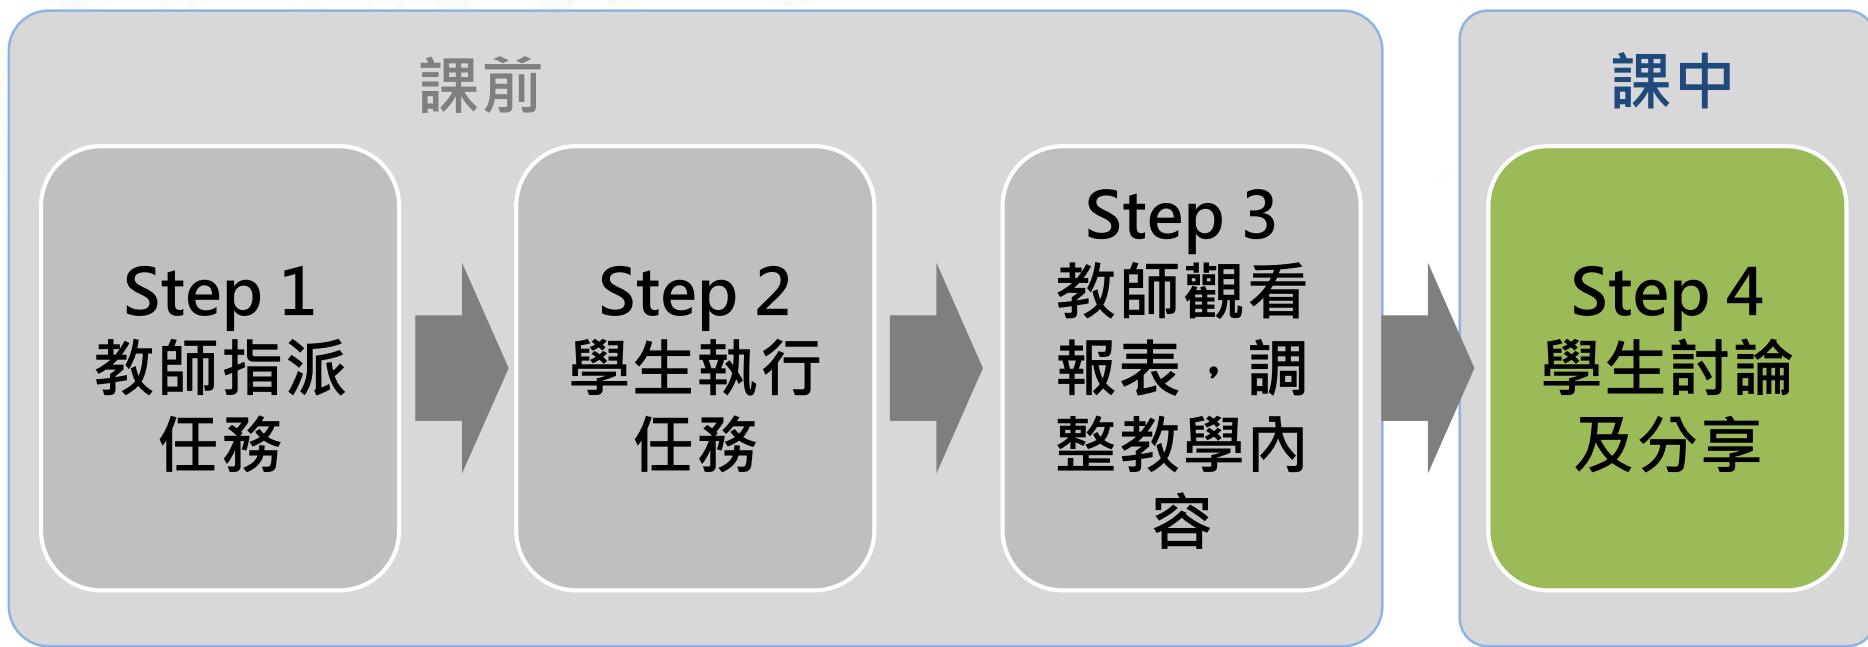 課前
Step 1
教師指派
任務
Step 2
學生執行
任務
Step 3
教師觀看
報表，調
整教學內
容
課中
Step 4
學生討論
及分享